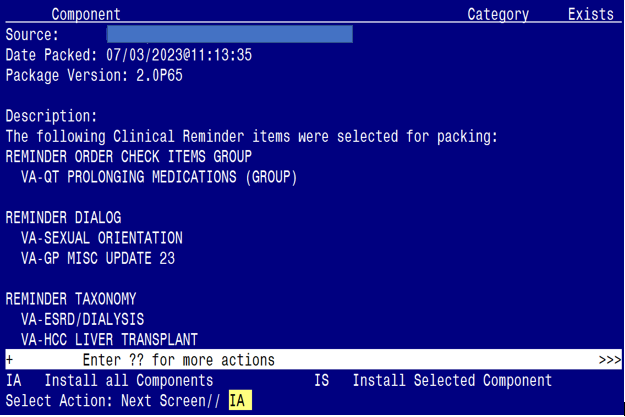 Component Category Exists
Source:
Date Packed: 07/03/2023@11:13:35
Package Version: 2.0P65
Description:
The following Clinical Reminder items were selected for packing:
REMINDER ORDER CHECK ITEMS GROUP
VA-QT PROLONGING MEDICATIONS (GROUP)
REMINDER DIALOG
VA-SEXUAL ORIENTATION
VA-GP MISC UPDATE 23
REMINDER TAXONOMY
VA-ESRD/DIALYSIS
VA-HCC LIVER TRANSPLANT
+ Enter ?? for more actions >>>
IA Install all Components IS Install Selected Component
Select Action: Next Screen// IA